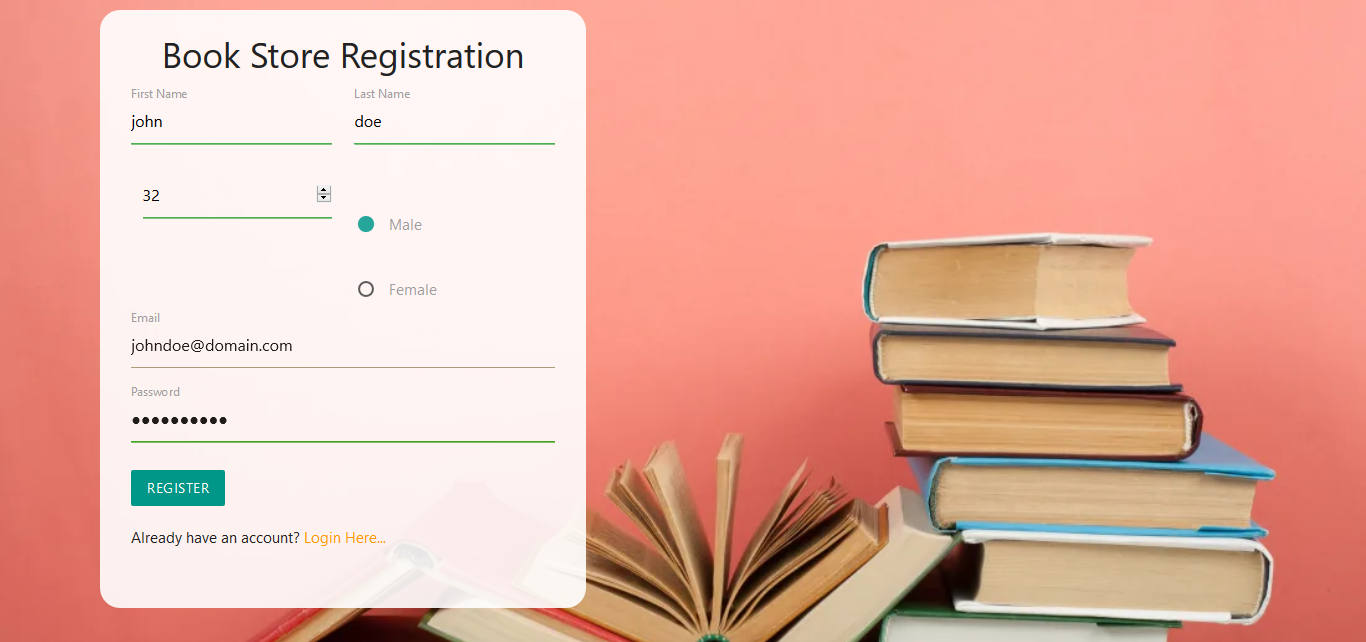 Book Store Registration
First Name Last Name
john doe
32
Male
Female
Email
johndoe@domain.com
Password
••••••••••
REGISTER
Already have an account? Login Here...